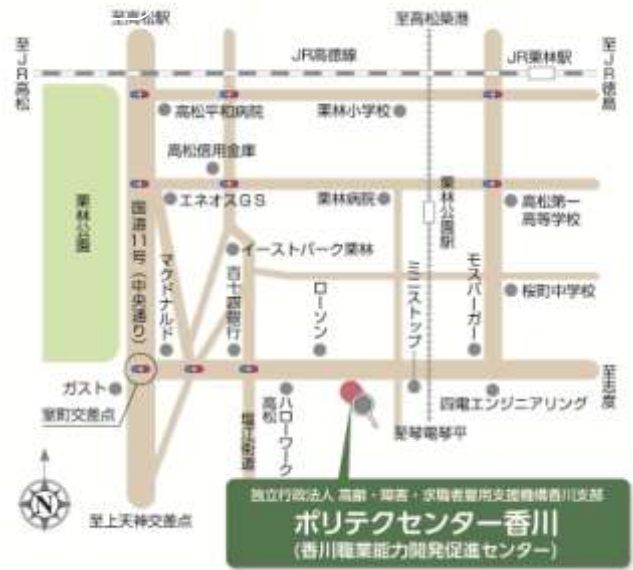 至高松駅
至高松築港
至JR高松
JR高徳線
JR栗林駅
至JR徳島
高松平和病院
栗林小学校
高松信用金庫
栗林公園
エネオスGS
栗林病院
栗林公園駅
高松第一
高等学校
国道11号(中央通り)
マクドナルド
イーストパーク栗林
百十四銀行
ローソン
ミニストップ
モスバーガー
桜町中学校
ガスト
室町交差点
塩江街道
ハローワーク
高松
四電エンジニアリング
至志度
至琴電琴平
N
至上天神交差点
独立行政法人 高齢・障害・求職者雇用支援機構香川支部
ポリテクセンター香川
(香川職業能力開発促進センター)